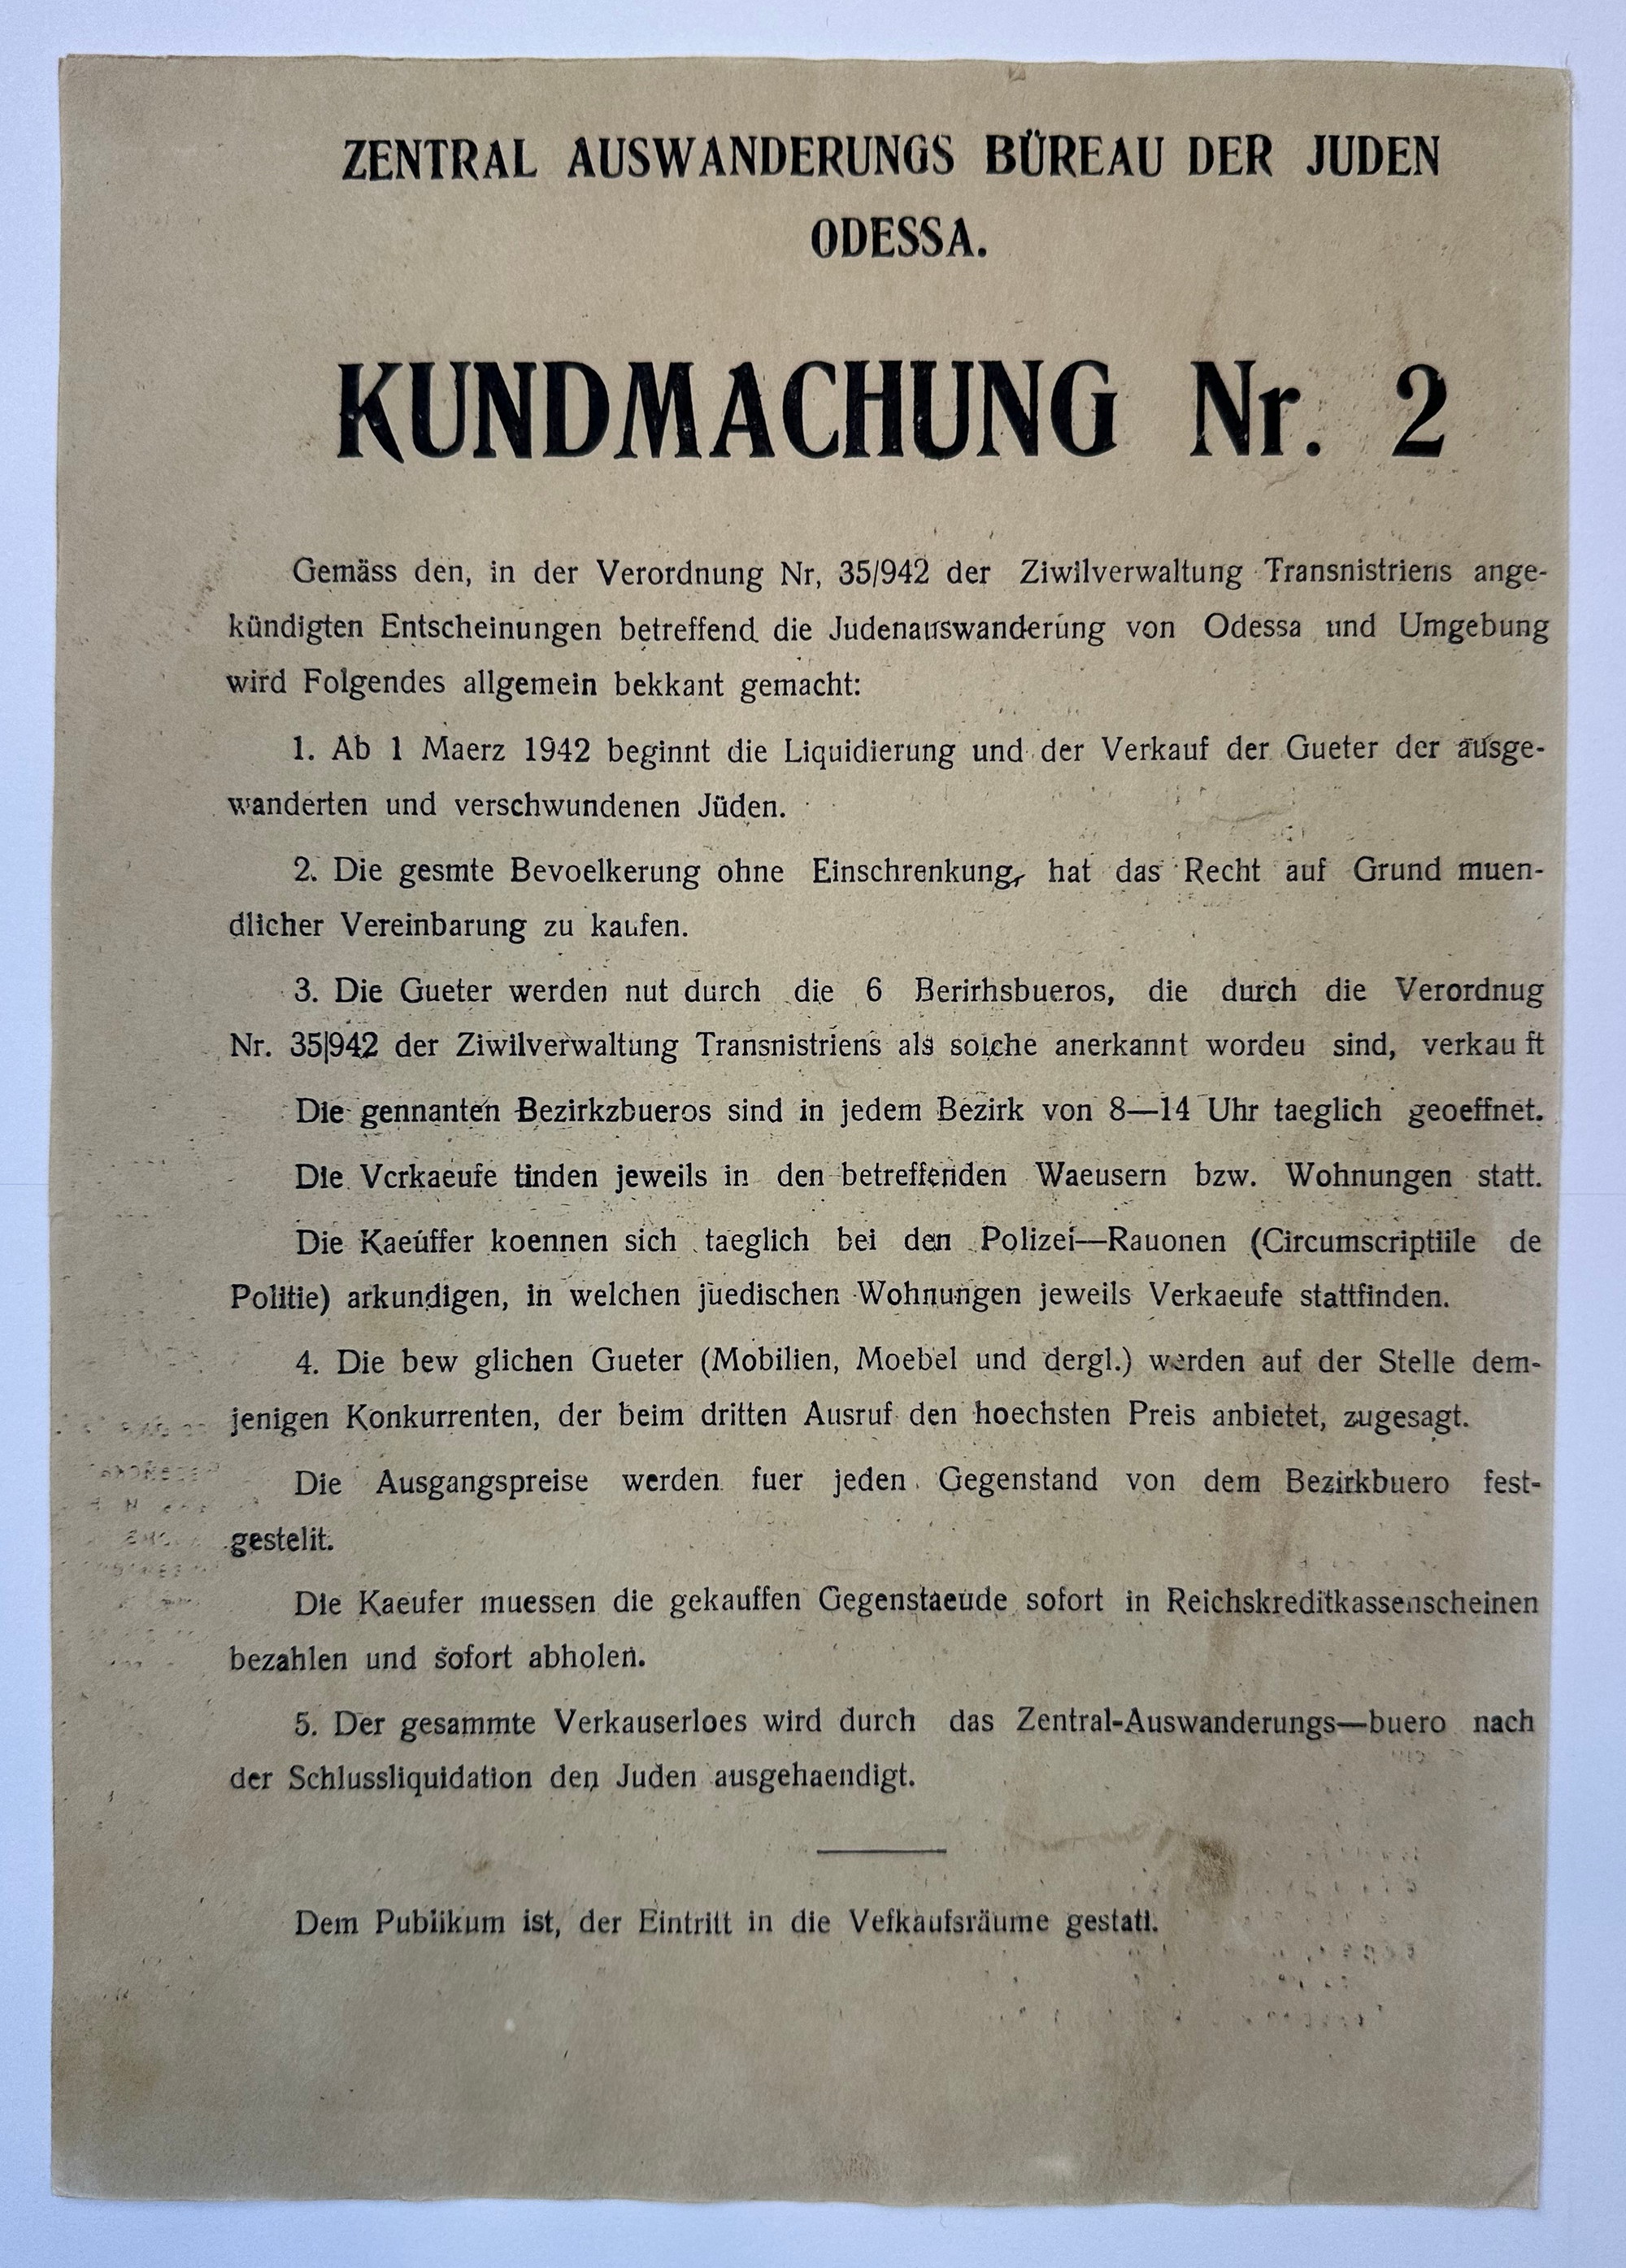 ZENTRAL AUSWANDERUNGS BÜREAU DER JUDEN
ODESSA.
KUNDMACHUNG Nr. 2
Gemäss den, in der Verordnung Nr, 35/942 der Ziwilverwaltung Transnistriens ange-
kündigten Entscheinungen betreffend die Judenauswanderüng von Odessa und Umgebung
wird Folgendes allgemein bekkant gemacht:
1. Ab 1 Maerz 1942 beginnt die Liquidierung und der Verkauf der Gueter der ausge-
wanderten und verschwundenen Jüden.
2. Die gesmte Bevoelkerung ohne Einschrenkung, hat das Recht auf Grund muen-
dlicher Vereinbarung zu kaufen.
3. Die Gueter werden nut durch die 6 Berirhsbueros, die durch die Verordnug
Nr. 35|942 der Ziwilverwaltung Transnistriens als solche anerkannt wordeu sind, verkau ft
Die gennanten Bezirkzbueros sind in jedem Bezirk von 8—14 Uhr taeglich geoeffnet.
Die Vcrkaeufe tinden jeweils in den betreffenden Waeusern bzw. Wohnungen statt.
Die Kaeuffer koennen sich taeglich bei den Polizei—Rauonen (Circumscriptiile de
Politie) arkundigen, in welchen juedischen Wohnungen jeweils Verkaeufe stattfinden.
4. Die bew glichen Gueter (Mobilien, Moebel und dergl.) werden auf der Stelle dem-
jenigen Konkurrenten, der beim dritten Ausruf den hoechsten Preis anbietet, zugesagt.
Die Ausgangspreise werden fuer jeden Gegenstand von dem Bezirkbuero fest-
gestelit.
Die Kaeufer muessen die gekauffen Gegenstaeude sofort in Reichskreditkassenscheinen
bezahlen und sofort abholen.
5. Der gesammte Verkauserloes wird durch das Zentral-Auswanderungs—buero nach
der Schlussliquidation den Juden ausgehaendigt.
Dem Publikum ist, der Eintritt in die Vefkaufsräume gestatt.